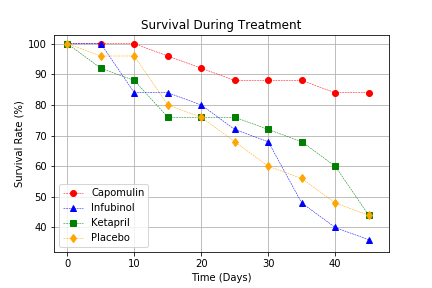 Survival During Treatment
Survival Rate (%)
100
90
80
70
60
50
40
Capomulin
Infubinol
Ketapril
Placebo
0
10
20
30
40
Time (Days)